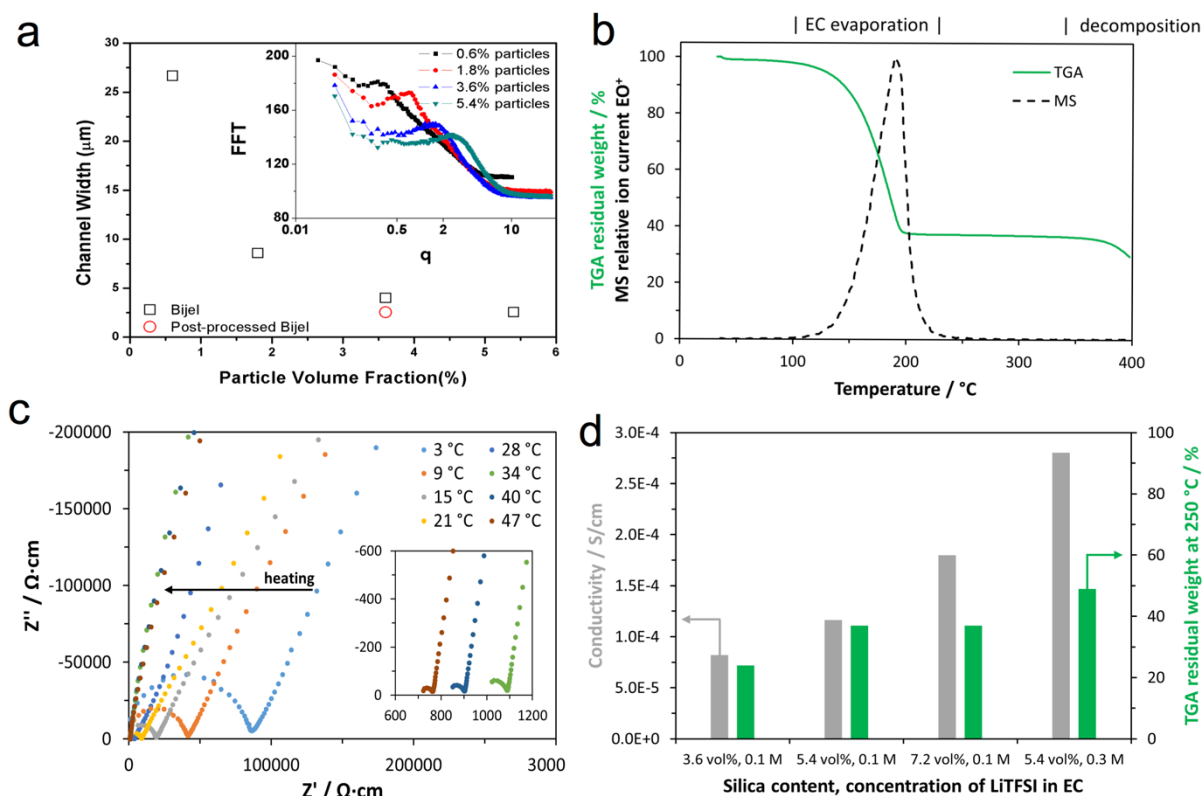 a
Channel Width (μm)
30
25
20
15
10
5
0
0
1
2
3
4
5
6
Particle Volume Fraction(%)
Bijel
Post-processed Bijel
FFT
200
160
120
80
0.01
0.5
2
10
q
0.6% particles
1.8% particles
3.6% particles
5.4% particles
b
| EC evaporation |
| decomposition
TGA residual weight / %
MS relative ion current EO⁺
100
90
80
70
60
50
40
30
20
10
0
0
100
200
300
400
Temperature / °C
TGA
MS
c
Z'' / Ω·cm
-200000
-150000
-100000
-50000
0
0
100000
200000
3000
Z' / Ω·cm
3 °C
28 °C
9 °C
34 °C
15 °C
40 °C
21 °C
47 °C
heating
-600
-400
-200
0
600
800
1000
1200
d
Conductivity / S/cm
3.0E-4
2.5E-4
2.0E-4
1.5E-4
1.0E-4
5.0E-5
0.0E+0
100
80
60
40
20
0
TGA residual weight at 250 °C / %
3.6 vol%, 0.1 M
5.4 vol%, 0.1 M
7.2 vol%, 0.1 M
5.4 vol%, 0.3 M
Silica content, concentration of LiTFSI in EC